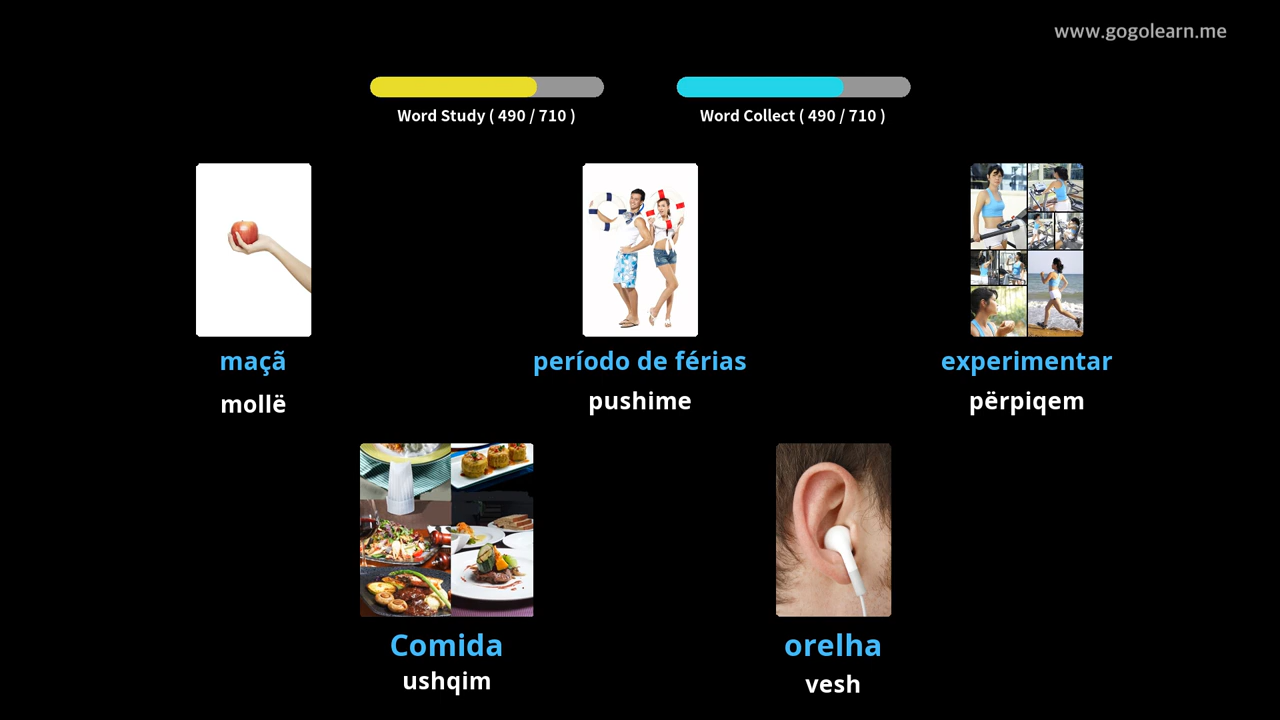 www.gogolearn.me
Word Study ( 490 / 710 )
Word Collect ( 490 / 710 )
maçã
período de férias
experimentar
mollë
pushime
përpiqem
Comida
orelha
ushqim
vesh